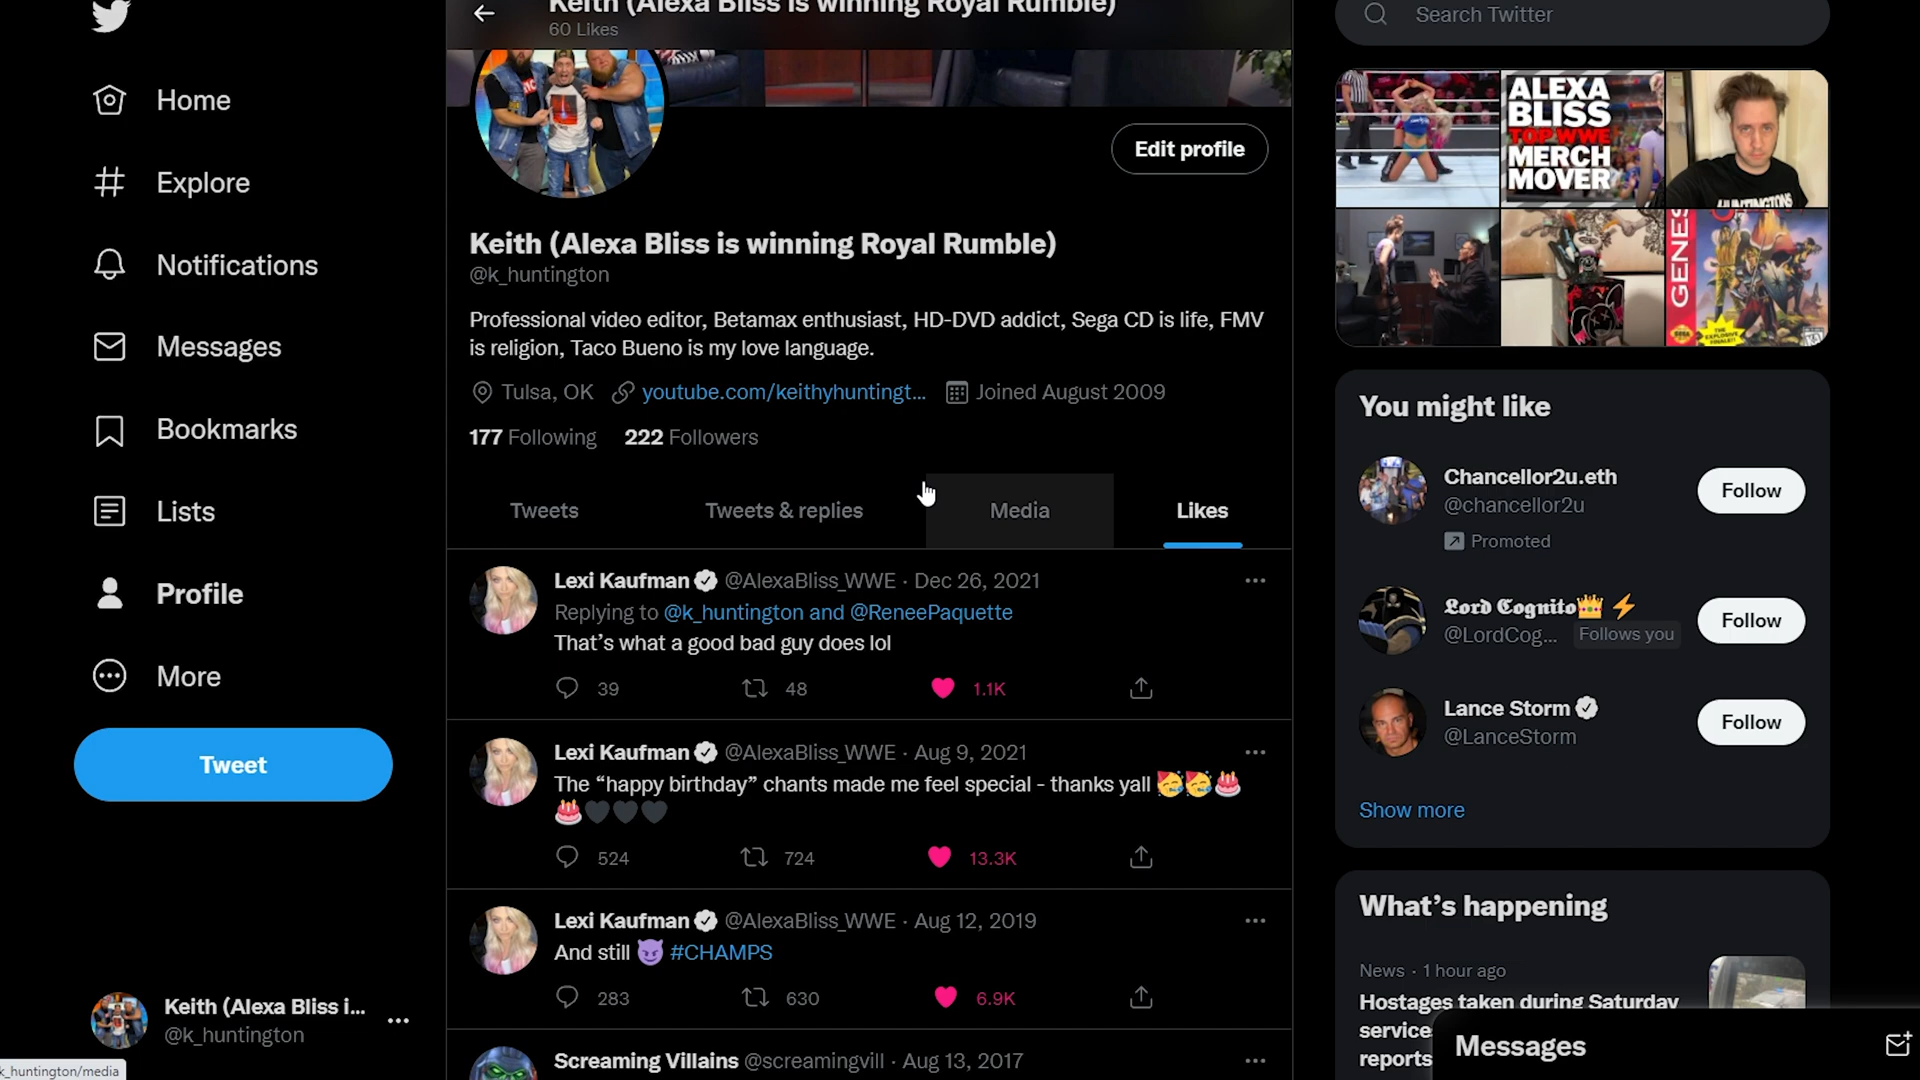 Keith (Alexa Bliss is winning Royal Rumble)
60 Likes
Search Twitter
Home
Explore
Notifications
Messages
Bookmarks
Lists
Profile
More
Tweet
Keith (Alexa Bliss i...
@k_huntington
k_huntington/media
Edit profile
Keith (Alexa Bliss is winning Royal Rumble)
@k_huntington
Professional video editor, Betamax enthusiast, HD-DVD addict, Sega CD is life, FMV
is religion, Taco Bueno is my love language.
Tulsa, OK youtube.com/keithyhuntingt... Joined August 2009
177 Following 222 Followers
Tweets Tweets & replies Media Likes
Lexi Kaufman @AlexaBliss_WWE · Dec 26, 2021
Replying to @k_huntington and @ReneePaquette
That’s what a good bad guy does lol
39 48 1.1K
Lexi Kaufman @AlexaBliss_WWE · Aug 9, 2021
The “happy birthday” chants made me feel special - thanks yall 🥳🥳🎂
🎂🖤🖤🖤
524 724 13.3K
Lexi Kaufman @AlexaBliss_WWE · Aug 12, 2019
And still 😈 #CHAMPS
283 630 6.9K
Screaming Villains @screamingvill · Aug 13, 2017
ALEXA
BLISS
TOP WWE
MERCH
MOVER
HUNTINGTONS
GENES
You might like
Chancellor2u.eth
@chancellor2u
Promoted
Follow
Lord Cognito👑⚡
@LordCog... Follows you
Follow
Lance Storm
@LanceStorm
Follow
Show more
What’s happening
News · 1 hour ago
Hostages taken during Saturday
service
reports
Messages